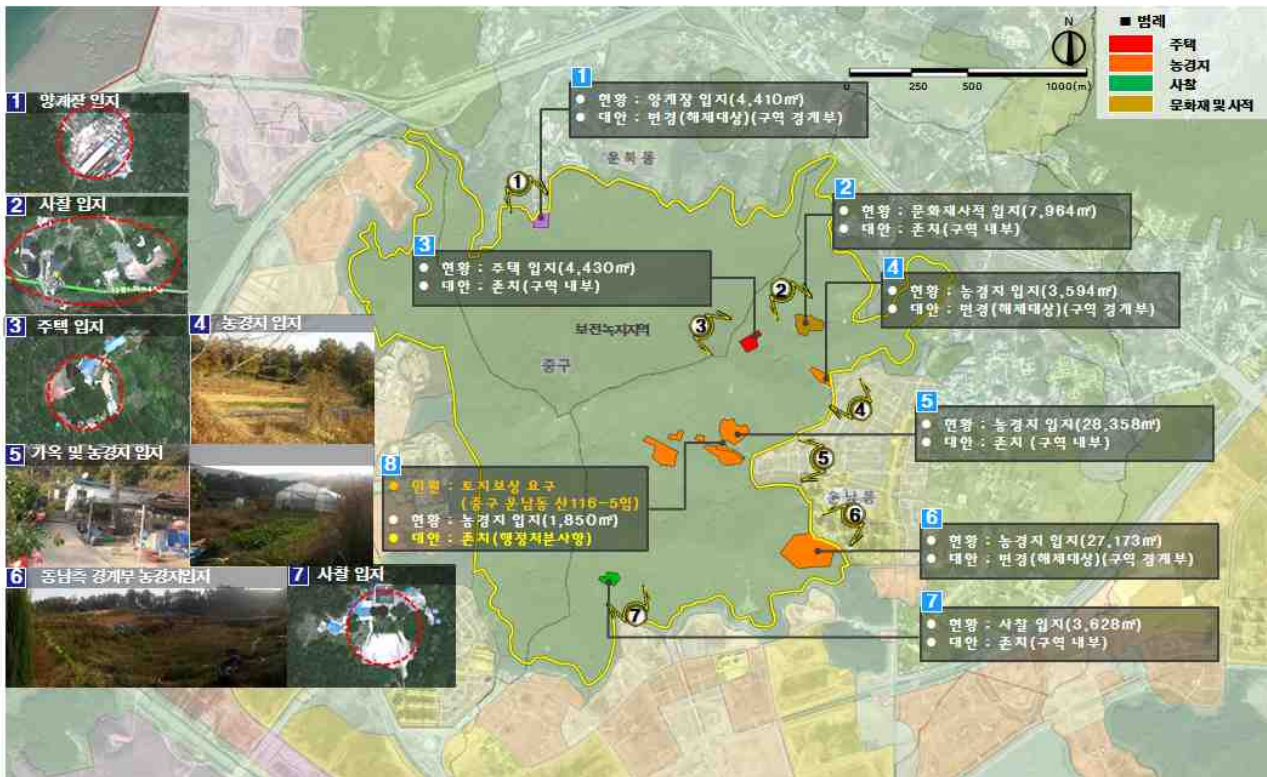 ■ 범례
주택
농경지
사찰
문화재 및 사적
N
0 250 500 1000(m)
1 양계장 입지
2 사찰 입지
3 주택 입지
4 농경지 입지
5 가옥 및 농경지 입지
6 동남측 경계부 농경지입지
7 사찰 입지
1
● 현황 : 양계장 입지(4,410㎡)
● 대안 : 변경(해제대상)(구역 경계부)
2
● 현황 : 문화재사적 입지(7,964㎡)
● 대안 : 존치(구역 내부)
3
● 현황 : 주택 입지(4,430㎡)
● 대안 : 존치(구역 내부)
4
● 현황 : 농경지 입지(3,594㎡)
● 대안 : 변경(해제대상)(구역 경계부)
5
● 현황 : 농경지 입지(28,358㎡)
● 대안 : 존치 (구역 내부)
8
● 민원 : 토지보상 요구
(중구 운남동 산116-5임)
● 현황 : 농경지 입지(1,850㎡)
● 대안 : 존치(행정처분사항)
6
● 현황 : 농경지 입지(27,173㎡)
● 대안 : 변경(해제대상)(구역 경계부)
7
● 현황 : 사찰 입지(3,628㎡)
● 대안 : 존치(구역 내부)
운북동
보전녹지지역
중구
운남동
1
2
3
4
5
6
7